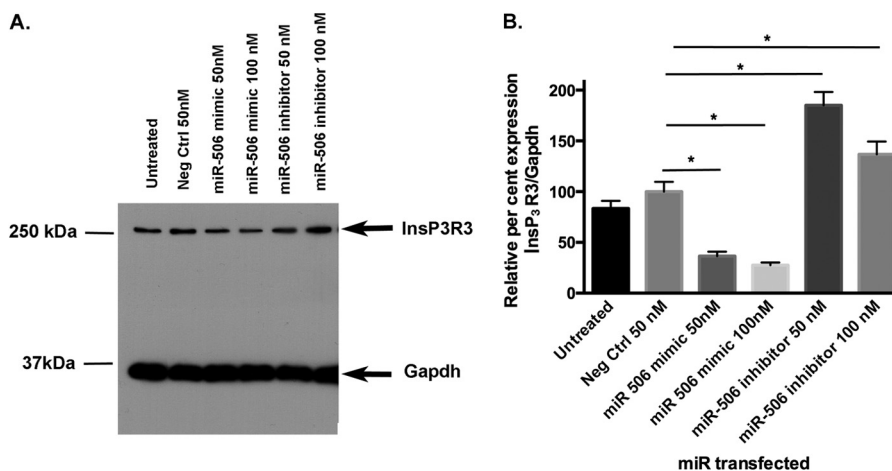 A.
Untreated
Neg Ctrl 50nM
miR-506 mimic 50nM
miR-506 mimic 100 nM
miR-506 inhibitor 50 nM
miR-506 inhibitor 100 nM
250 kDa
InsP3R3
37kDa
Gapdh
B.
Relative per cent expression
InsP₃ R3/Gapdh
200
150
100
50
0
*
*
*
*
Untreated
Neg Ctrl 50 nM
miR 506 mimic 50nM
miR 506 mimic 100nM
miR-506 inhibitor 50 nM
miR-506 inhibitor 100 nM
miR transfected